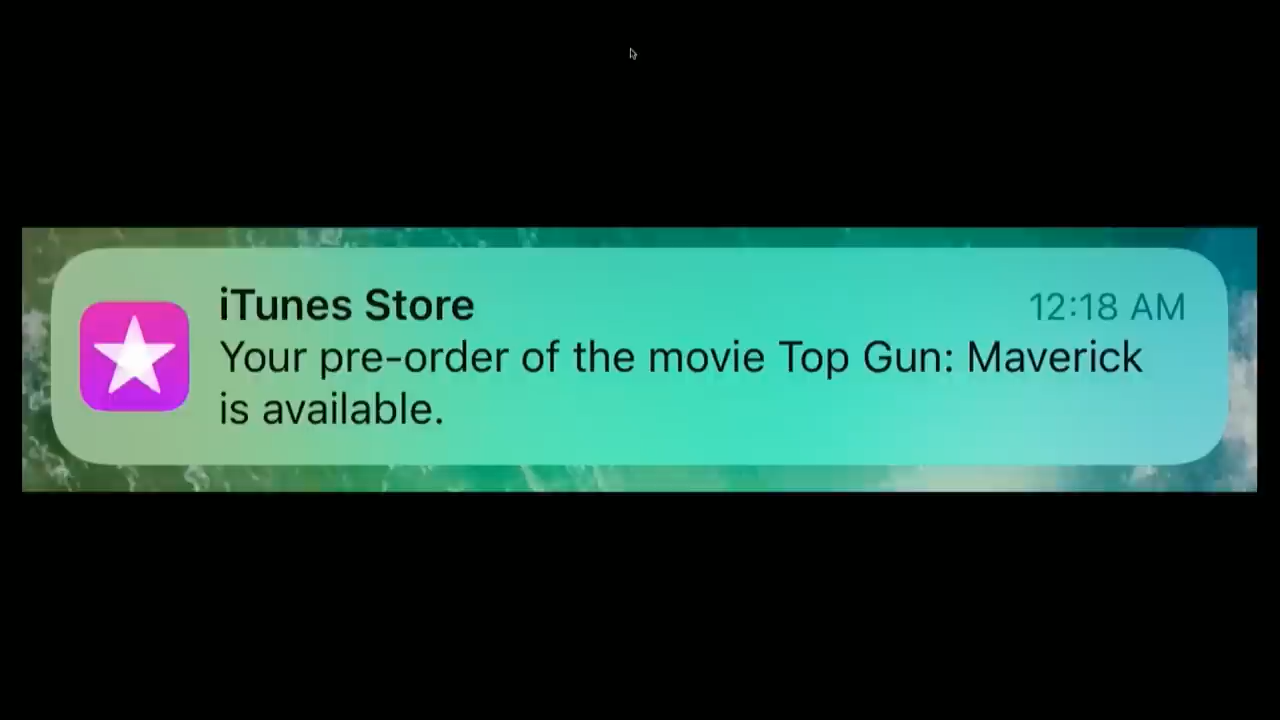 iTunes Store
12:18 AM
Your pre-order of the movie Top Gun: Maverick
is available.